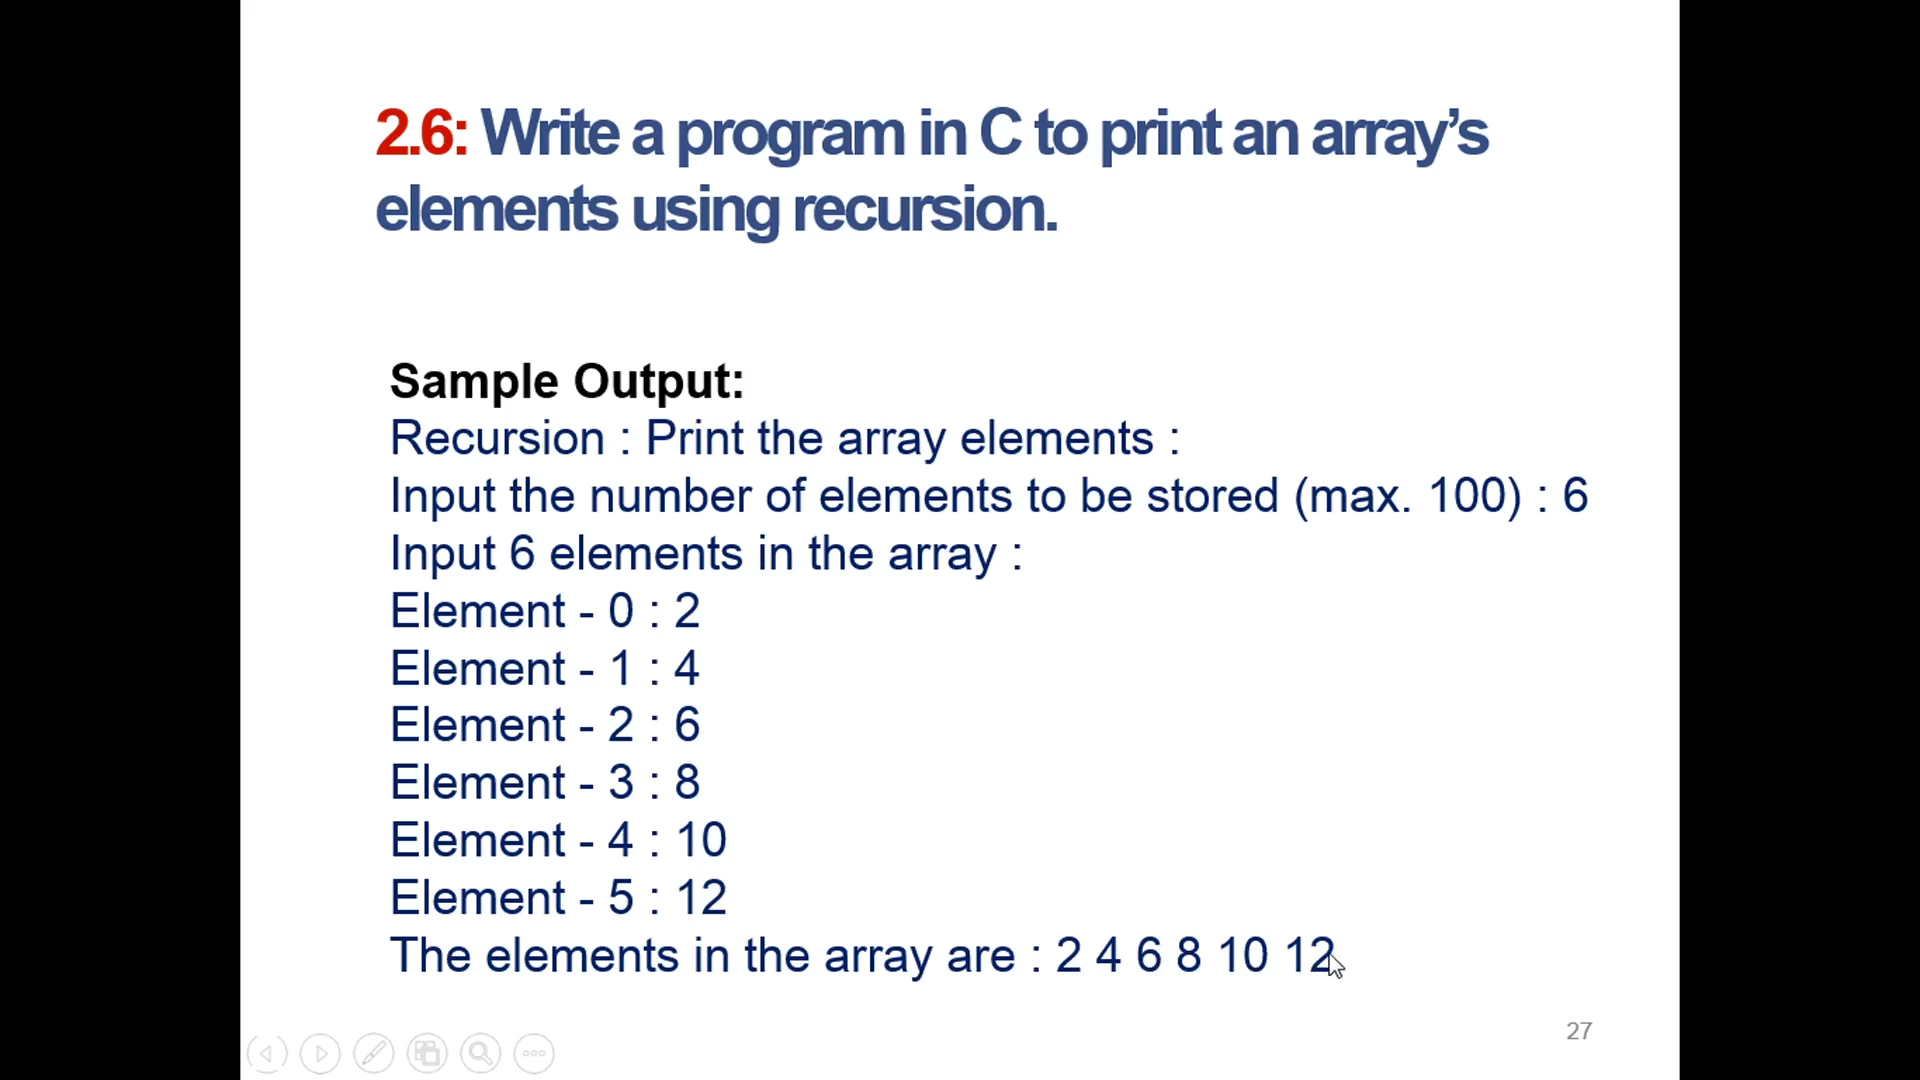 2.6: Write a program in C to print an array’s
elements using recursion.
Sample Output:
Recursion : Print the array elements :
Input the number of elements to be stored (max. 100) : 6
Input 6 elements in the array :
Element - 0 : 2
Element - 1 : 4
Element - 2 : 6
Element - 3 : 8
Element - 4 : 10
Element - 5 : 12
The elements in the array are : 2 4 6 8 10 12
27